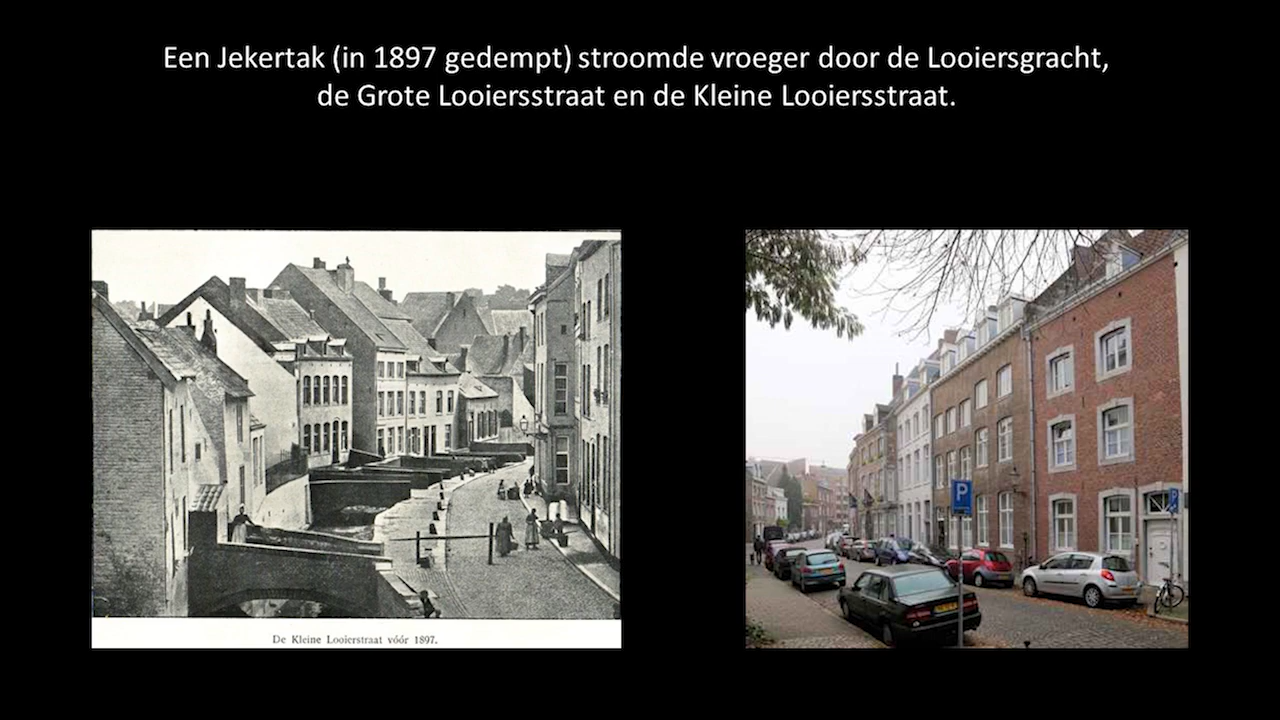 Een Jekertak (in 1897 gedempt) stroomde vroeger door de Looiersgracht,
de Grote Looiersstraat en de Kleine Looiersstraat.
De Kleine Looierstraat vóór 1897.
P
P